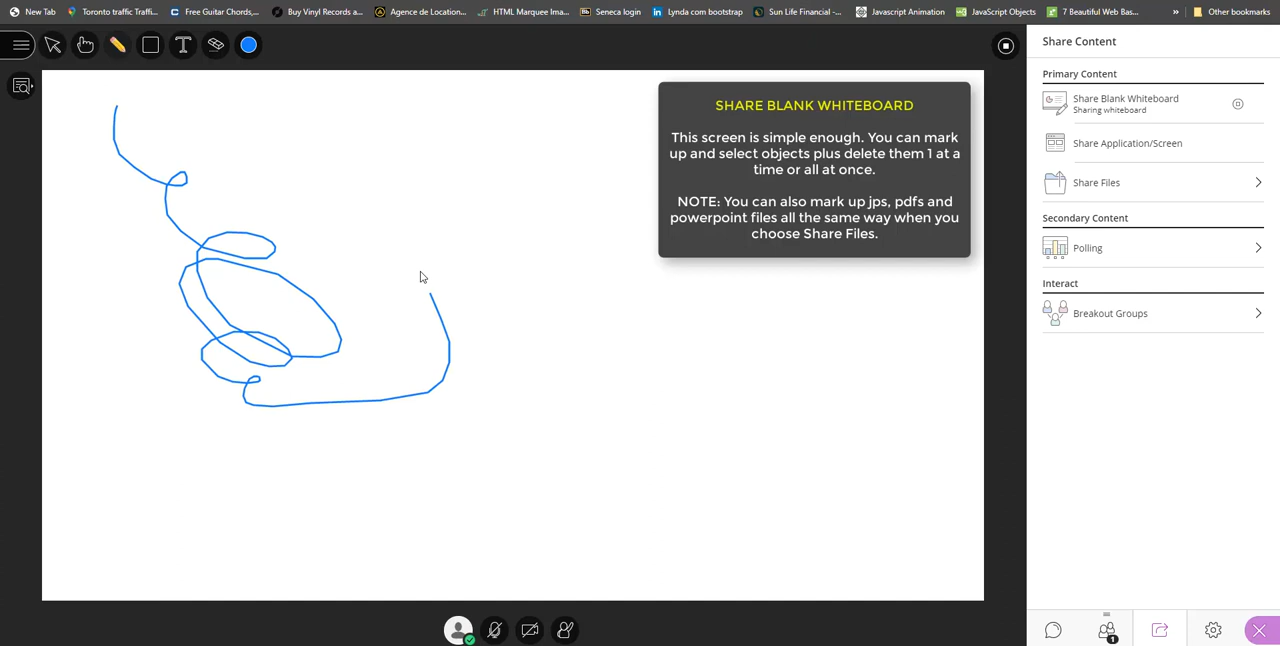 New Tab
Toronto traffic Traffi...
Free Guitar Chords,...
Buy Vinyl Records a...
Agence de Location...
HTML Marquee Ima...
Seneca login
Lynda com bootstrap
Sun Life Financial -...
Javascript Animation
JavaScript Objects
7 Beautiful Web Bas...
»
Other bookmarks
T
SHARE BLANK WHITEBOARD
This screen is simple enough. You can mark
up and select objects plus delete them 1 at a
time or all at once.
NOTE: You can also mark up jps, pdfs and
powerpoint files all the same way when you
choose Share Files.
Share Content
Primary Content
Share Blank Whiteboard
Sharing whiteboard
Share Application/Screen
Share Files
Secondary Content
Polling
Interact
Breakout Groups
1